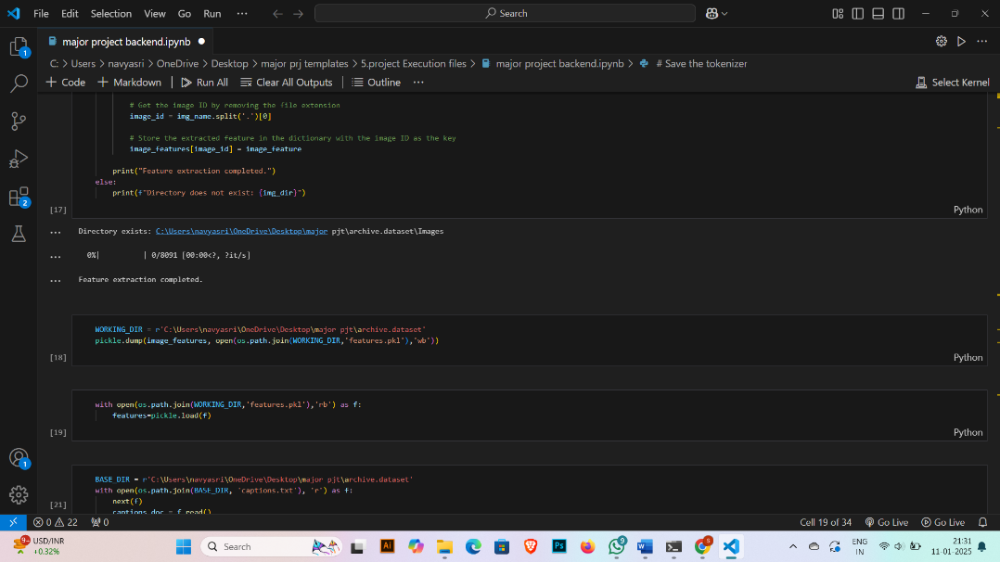 File Edit Selection View Go Run ··· Search
major project backend.ipynb
C: > Users > navyasri > OneDrive > Desktop > major prj templates > 5.project Execution files > major project backend.ipynb > # Save the tokenizer
+ Code + Markdown Run All Clear All Outputs Outline ··· Select Kernel
# Get the image ID by removing the file extension
image_id = img_name.split('.')[0]
# Store the extracted feature in the dictionary with the image ID as the key
image_features[image_id] = image_feature
print("Feature extraction completed.")
else:
print(f"Directory does not exist: {img_dir}")
[17] Python
··· Directory exists: C:\Users\navyasri\OneDrive\Desktop\major pjt\archive.dataset\Images
··· 0%| | 0/8091 [00:00<?, ?it/s]
··· Feature extraction completed.
WORKING_DIR = r'C:\Users\navyasri\OneDrive\Desktop\major pjt\archive.dataset'
pickle.dump(image_features, open(os.path.join(WORKING_DIR,'features.pkl'),'wb'))
[18] Python
with open(os.path.join(WORKING_DIR,'features.pkl'),'rb') as f:
features=pickle.load(f)
[19] Python
BASE_DIR = r'C:\Users\navyasri\OneDrive\Desktop\major pjt\archive.dataset'
with open(os.path.join(BASE_DIR, 'captions.txt'), 'r') as f:
next(f)
[21]
captions_doc = f.read()
1
2
1
0 22 0 Cell 19 of 34 Go Live Go Live
9+ USD/INR
+0.32%
Search
Ai
Ps
9
S
ENG
IN
21:31
11-01-2025